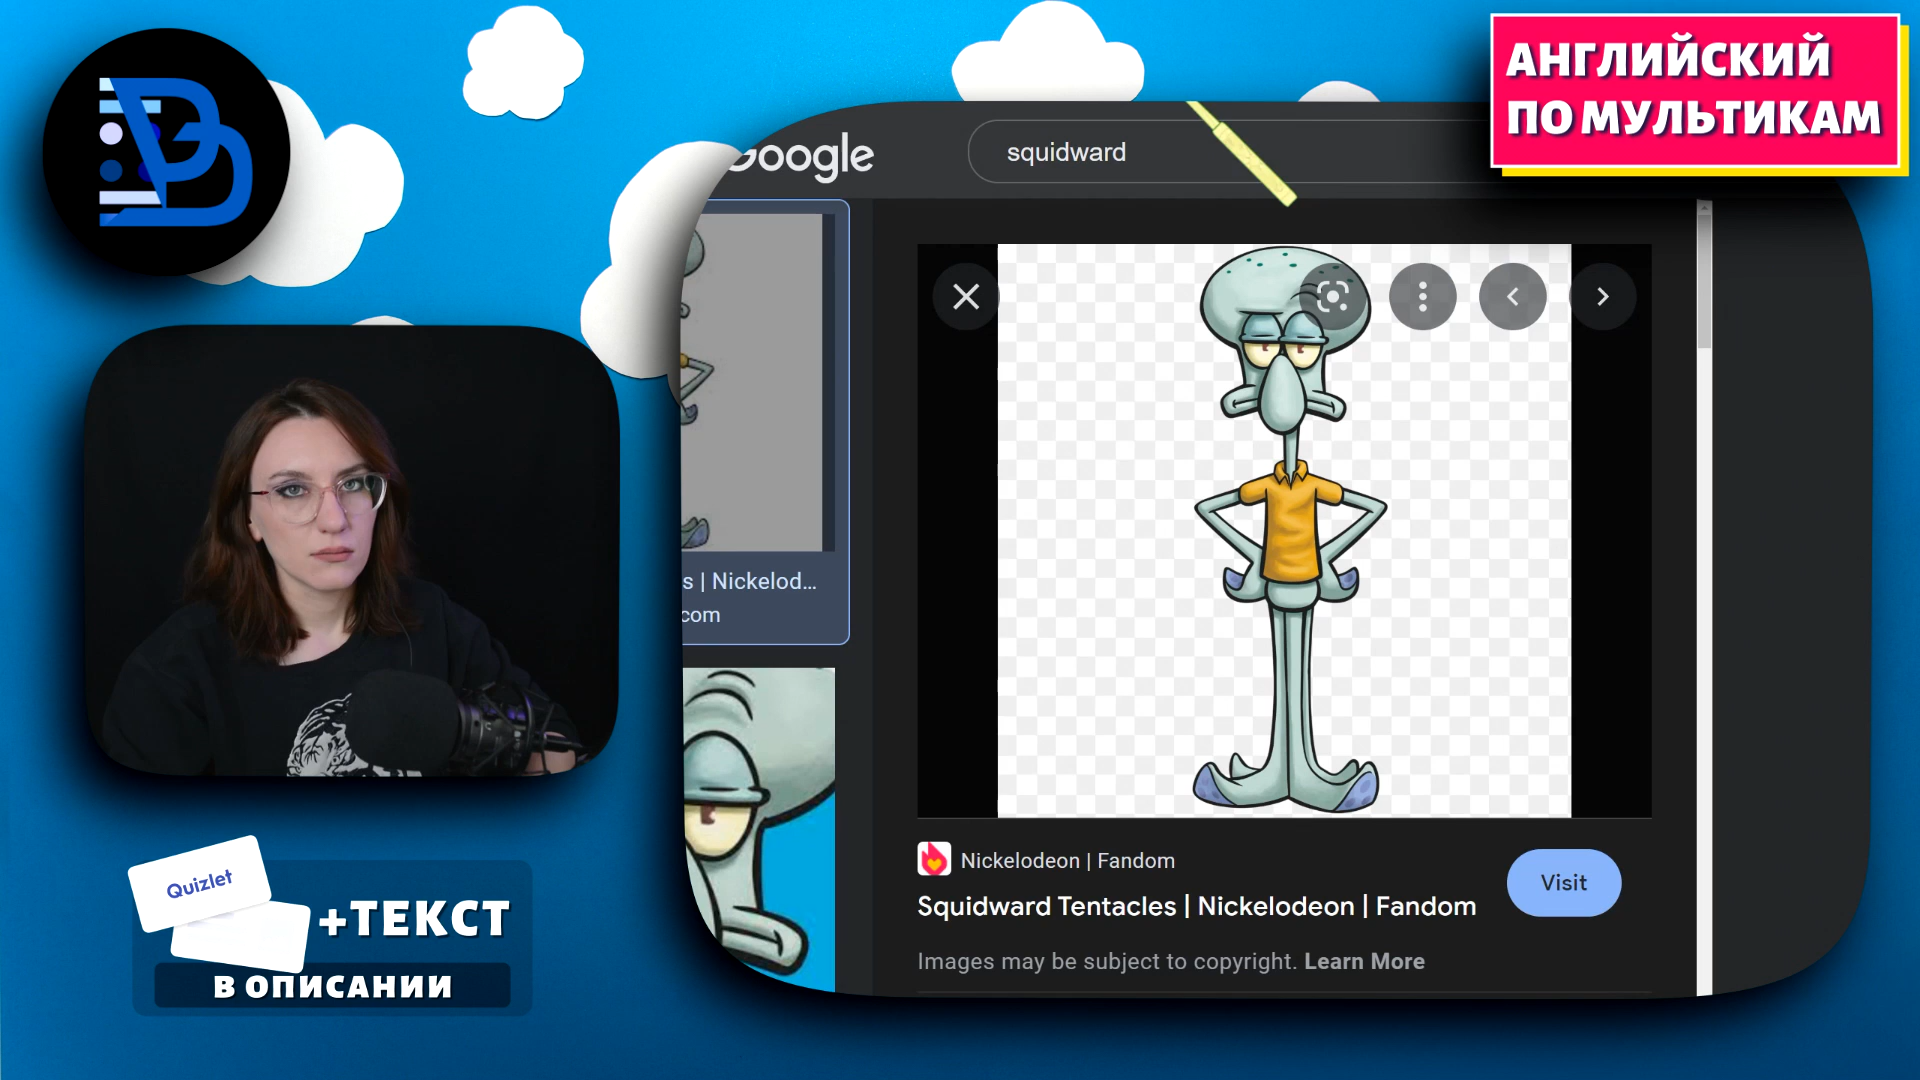 АНГЛИЙСКИЙ
ПО МУЛЬТИКАМ
Google
squidward
s | Nickelod...
com
Nickelodeon | Fandom
Squidward Tentacles | Nickelodeon | Fandom
Visit
Images may be subject to copyright. Learn More
Quizlet
+ТЕКСТ
В ОПИСАНИИ